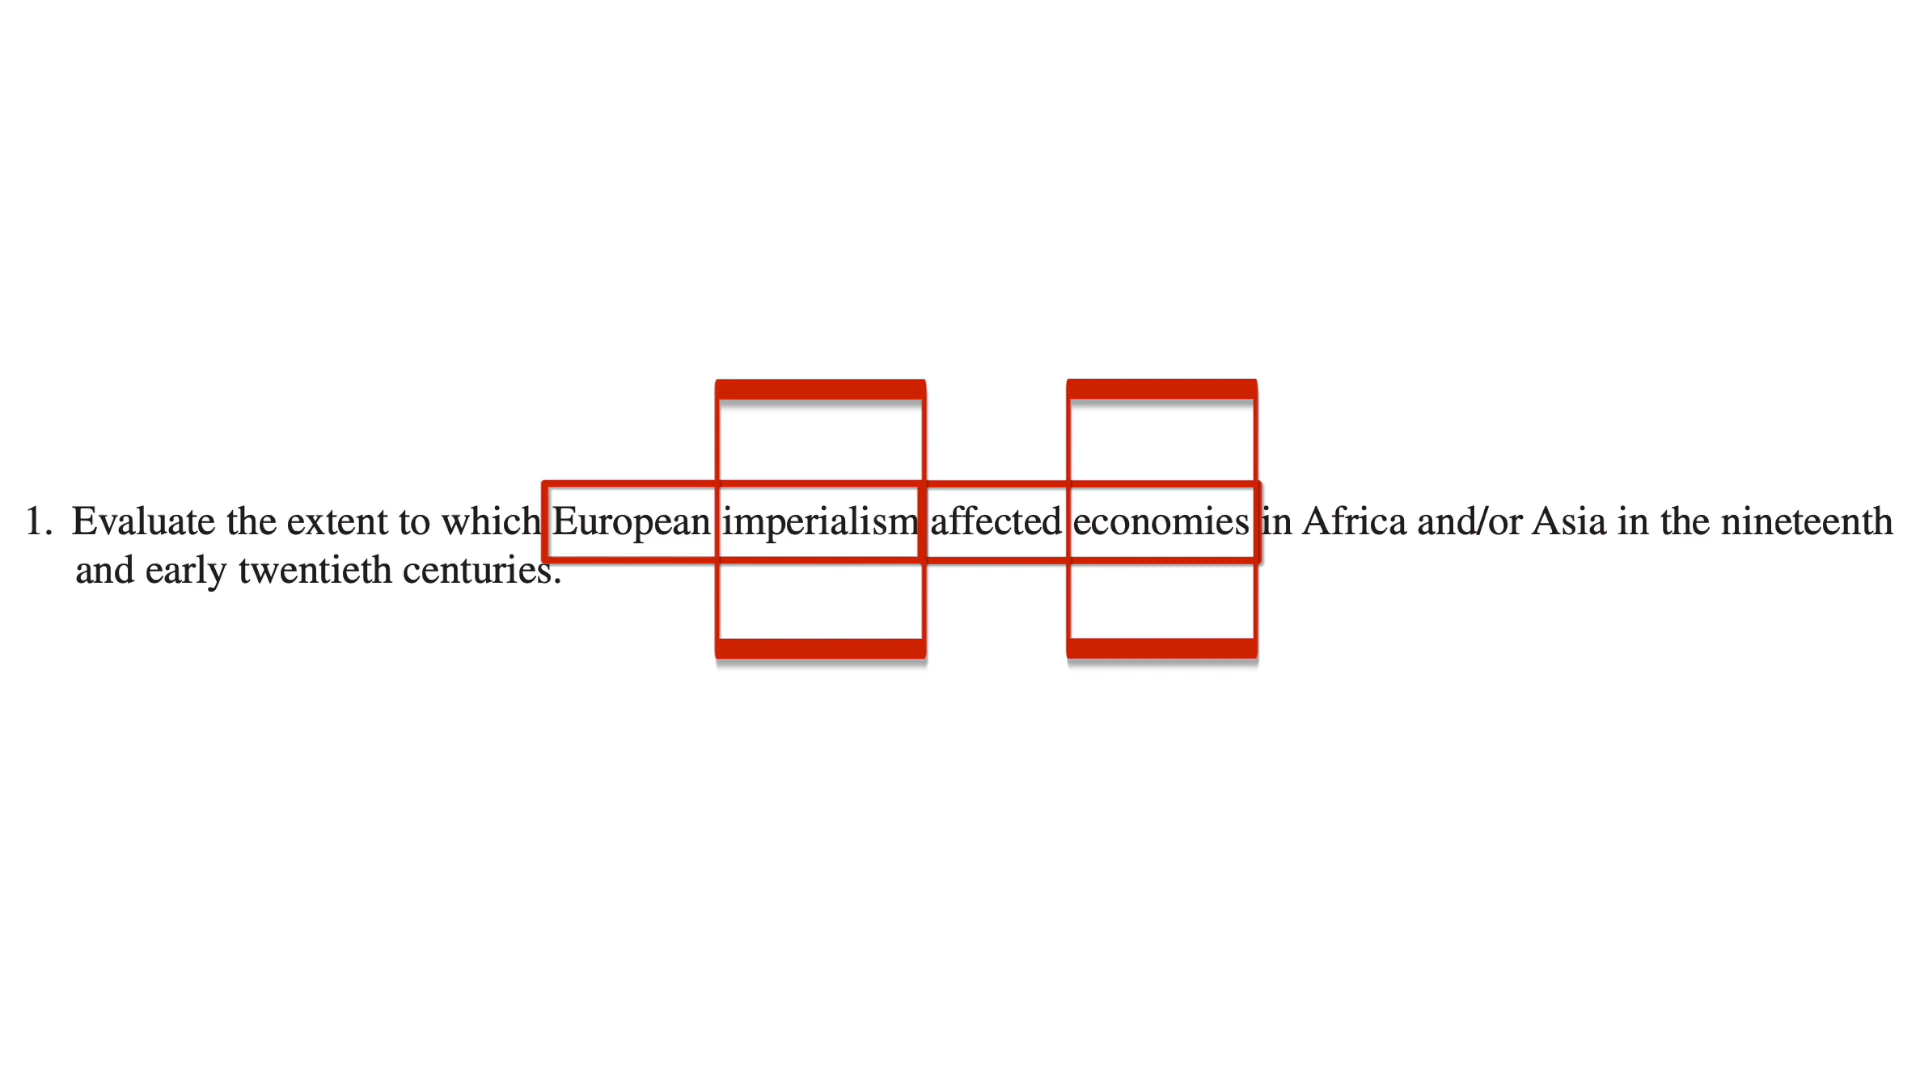 1. Evaluate the extent to which European imperialism affected economies in Africa and/or Asia in the nineteenth
and early twentieth centuries.